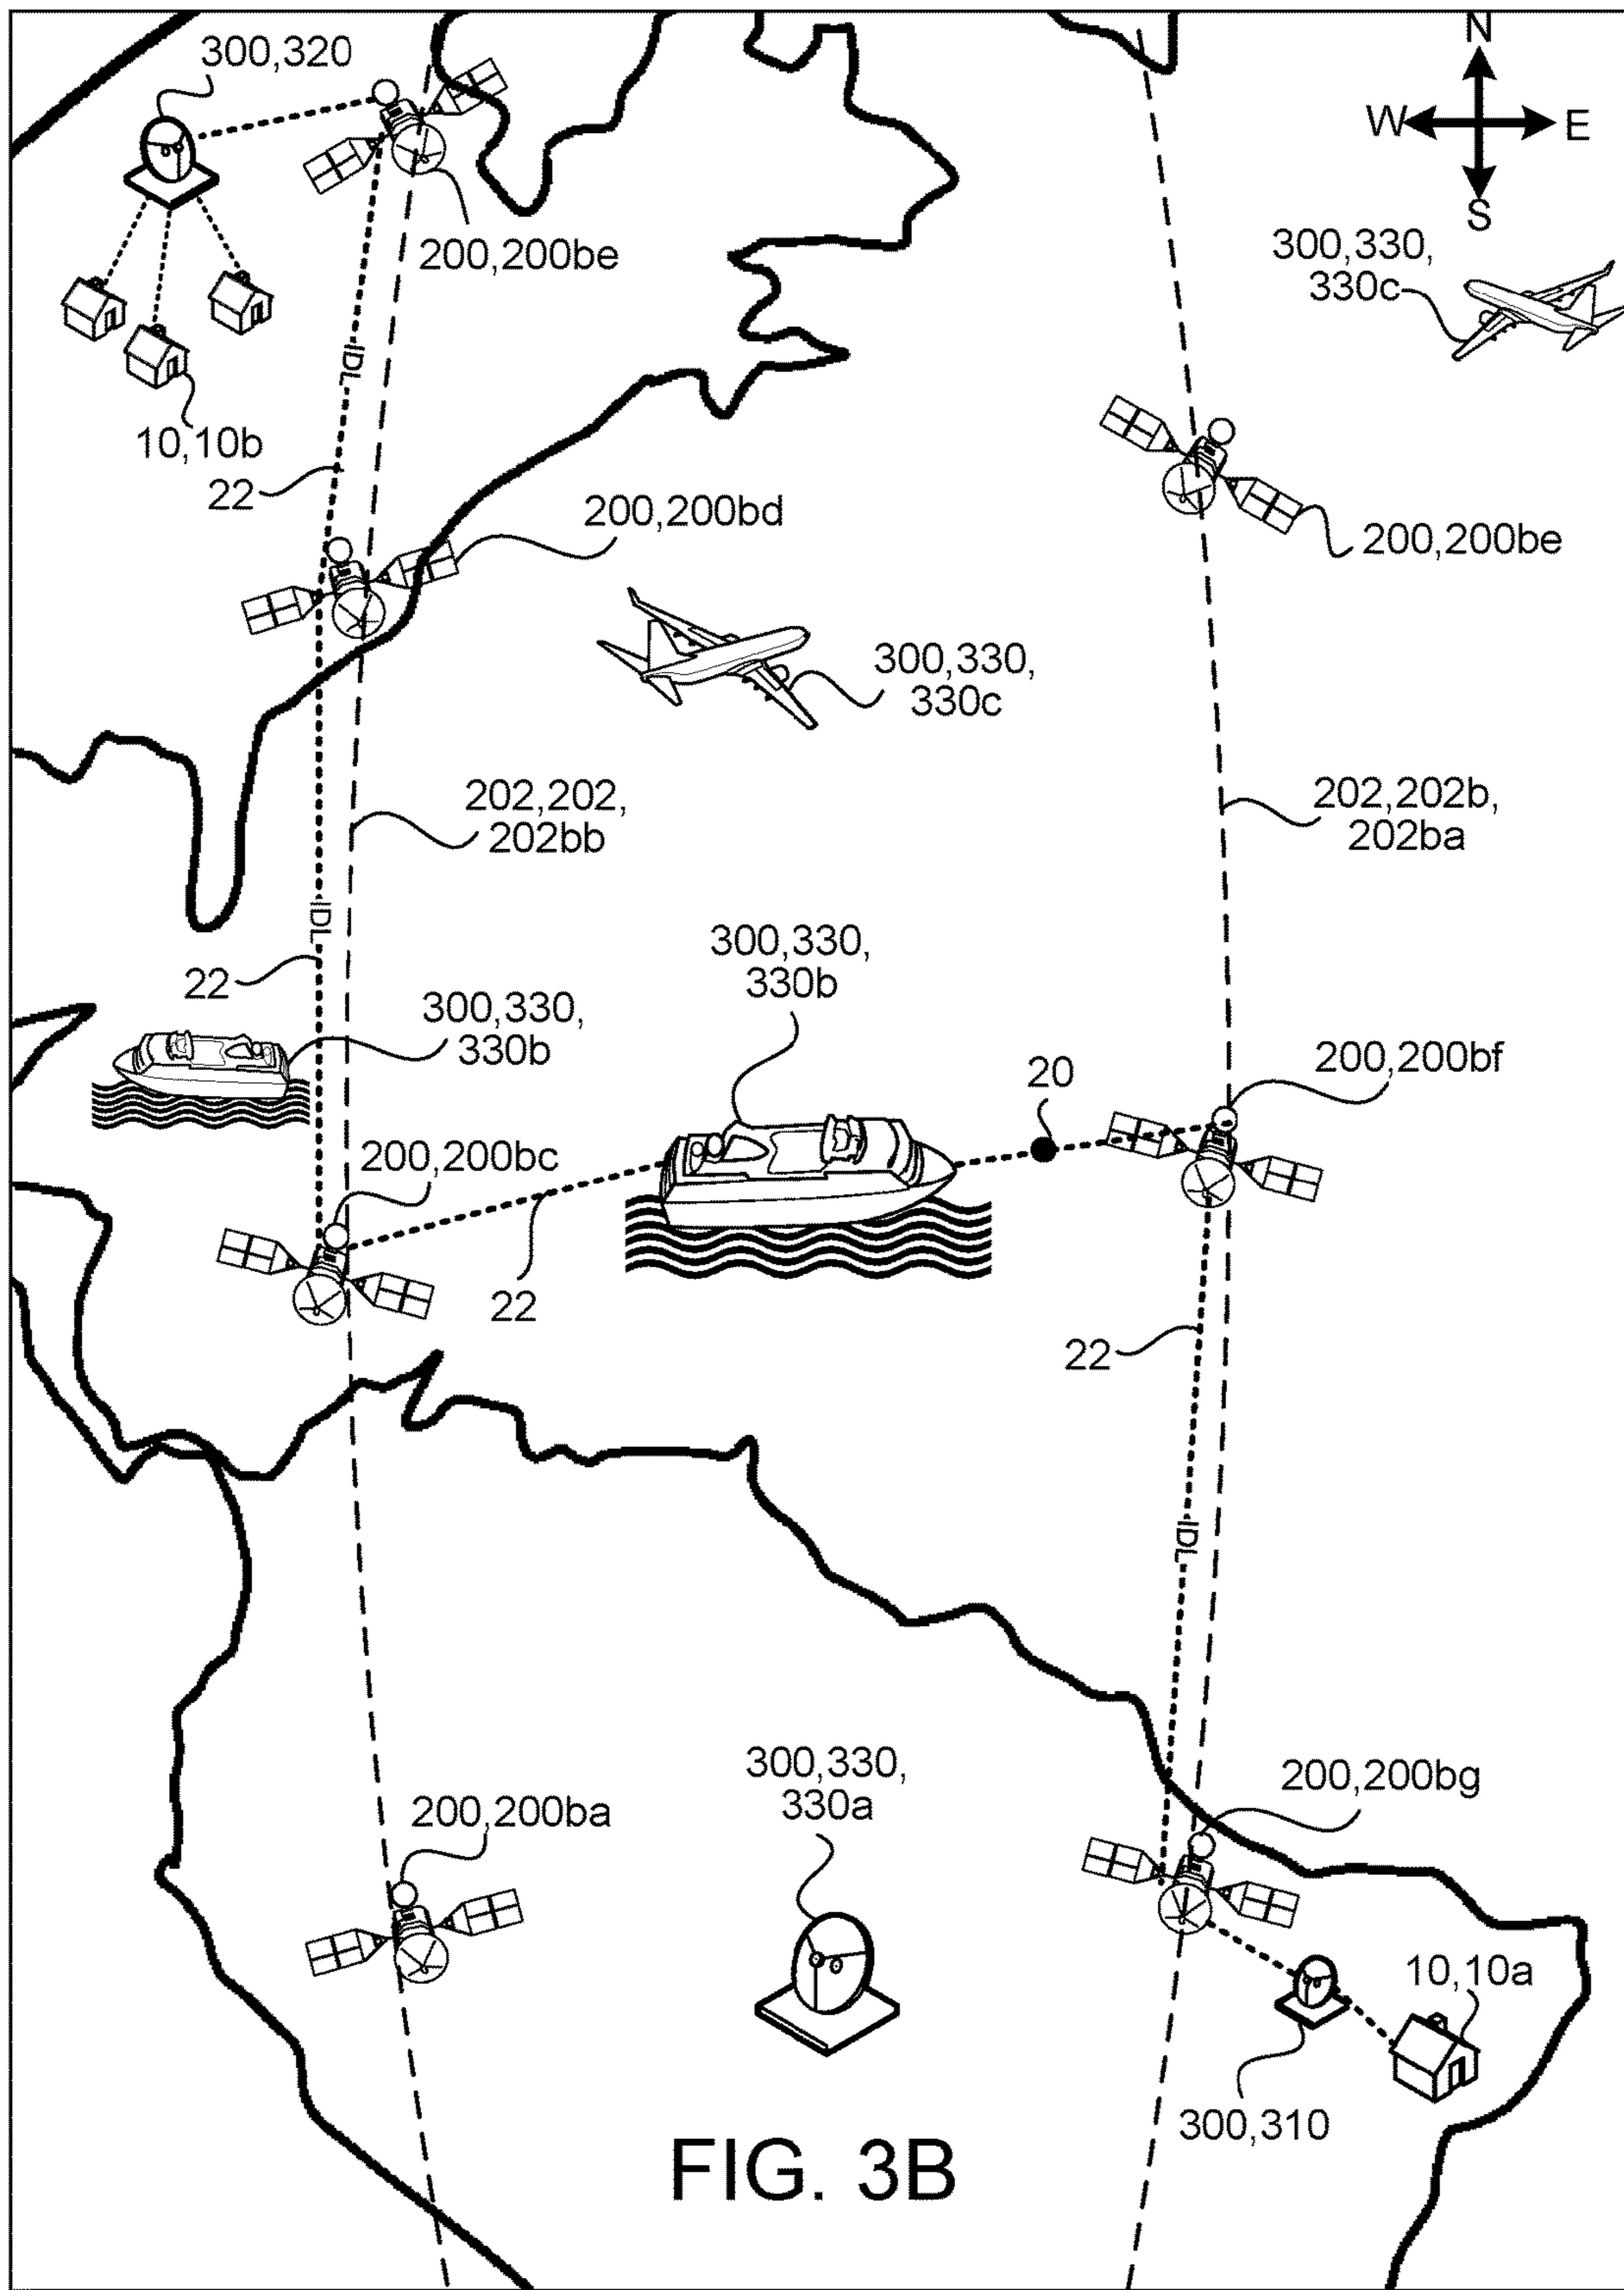 300,320
N
W
E
S
200,200be
300,330,
330c
10,10b
IDL
22
200,200bd
200,200be
300,330,
330c
202,202,
202bb
202,202b,
202ba
IDL
22
300,330,
330b
300,330,
330b
20
200,200bf
200,200bc
22
22
IDL
300,330,
330a
200,200ba
200,200bg
10,10a
300,310
FIG. 3B